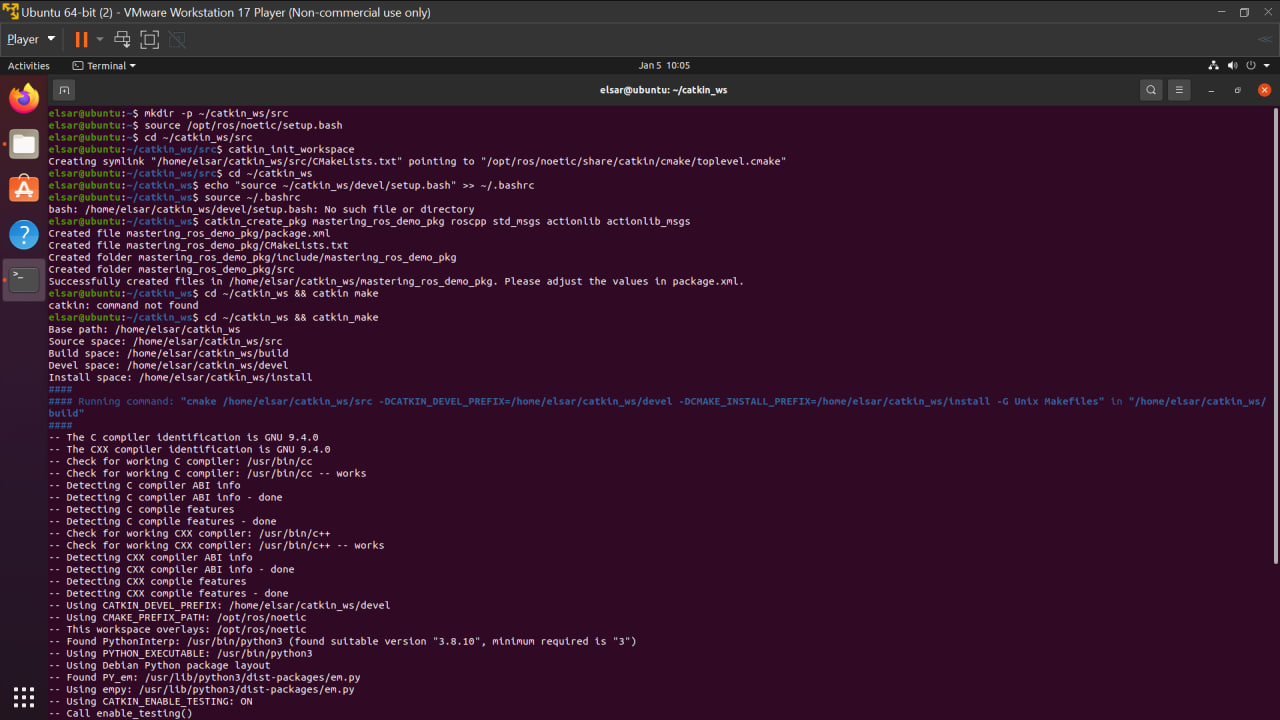 Ubuntu 64-bit (2) - VMware Workstation 17 Player (Non-commercial use only)
Player
Activities
Terminal
Jan 5 10:05
elsar@ubuntu: ~/catkin_ws
elsar@ubuntu:~$ mkdir -p ~/catkin_ws/src
elsar@ubuntu:~$ source /opt/ros/noetic/setup.bash
elsar@ubuntu:~$ cd ~/catkin_ws/src
elsar@ubuntu:~/catkin_ws/src$ catkin_init_workspace
Creating symlink "/home/elsar/catkin_ws/src/CMakeLists.txt" pointing to "/opt/ros/noetic/share/catkin/cmake/toplevel.cmake"
elsar@ubuntu:~/catkin_ws/src$ cd ~/catkin_ws
elsar@ubuntu:~/catkin_ws$ echo "source ~/catkin_ws/devel/setup.bash" >> ~/.bashrc
elsar@ubuntu:~/catkin_ws$ source ~/.bashrc
bash: /home/elsar/catkin_ws/devel/setup.bash: No such file or directory
elsar@ubuntu:~/catkin_ws$ catkin_create_pkg mastering_ros_demo_pkg roscpp std_msgs actionlib actionlib_msgs
Created file mastering_ros_demo_pkg/package.xml
Created file mastering_ros_demo_pkg/CMakeLists.txt
Created folder mastering_ros_demo_pkg/include/mastering_ros_demo_pkg
Created folder mastering_ros_demo_pkg/src
Successfully created files in /home/elsar/catkin_ws/mastering_ros_demo_pkg. Please adjust the values in package.xml.
elsar@ubuntu:~/catkin_ws$ cd ~/catkin_ws && catkin make
catkin: command not found
elsar@ubuntu:~/catkin_ws$ cd ~/catkin_ws && catkin_make
Base path: /home/elsar/catkin_ws
Source space: /home/elsar/catkin_ws/src
Build space: /home/elsar/catkin_ws/build
Devel space: /home/elsar/catkin_ws/devel
Install space: /home/elsar/catkin_ws/install
####
#### Running command: "cmake /home/elsar/catkin_ws/src -DCATKIN_DEVEL_PREFIX=/home/elsar/catkin_ws/devel -DCMAKE_INSTALL_PREFIX=/home/elsar/catkin_ws/install -G Unix Makefiles" in "/home/elsar/catkin_ws/
build"
####
-- The C compiler identification is GNU 9.4.0
-- The CXX compiler identification is GNU 9.4.0
-- Check for working C compiler: /usr/bin/cc
-- Check for working C compiler: /usr/bin/cc -- works
-- Detecting C compiler ABI info
-- Detecting C compiler ABI info - done
-- Detecting C compile features
-- Detecting C compile features - done
-- Check for working CXX compiler: /usr/bin/c++
-- Check for working CXX compiler: /usr/bin/c++ -- works
-- Detecting CXX compiler ABI info
-- Detecting CXX compiler ABI info - done
-- Detecting CXX compile features
-- Detecting CXX compile features - done
-- Using CATKIN_DEVEL_PREFIX: /home/elsar/catkin_ws/devel
-- Using CMAKE_PREFIX_PATH: /opt/ros/noetic
-- This workspace overlays: /opt/ros/noetic
-- Found PythonInterp: /usr/bin/python3 (found suitable version "3.8.10", minimum required is "3")
-- Using PYTHON_EXECUTABLE: /usr/bin/python3
-- Using Debian Python package layout
-- Found PY_em: /usr/lib/python3/dist-packages/em.py
-- Using empy: /usr/lib/python3/dist-packages/em.py
-- Using CATKIN_ENABLE_TESTING: ON
-- Call enable_testing()